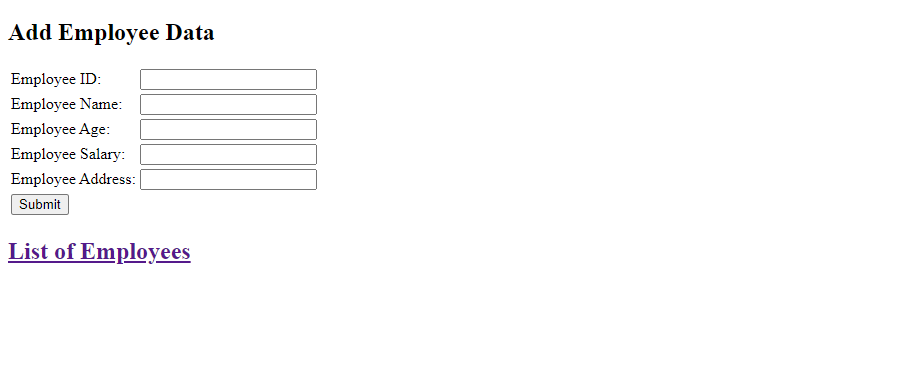 Add Employee Data
Employee ID:
Employee Name:
Employee Age:
Employee Salary:
Employee Address:
Submit
List of Employees